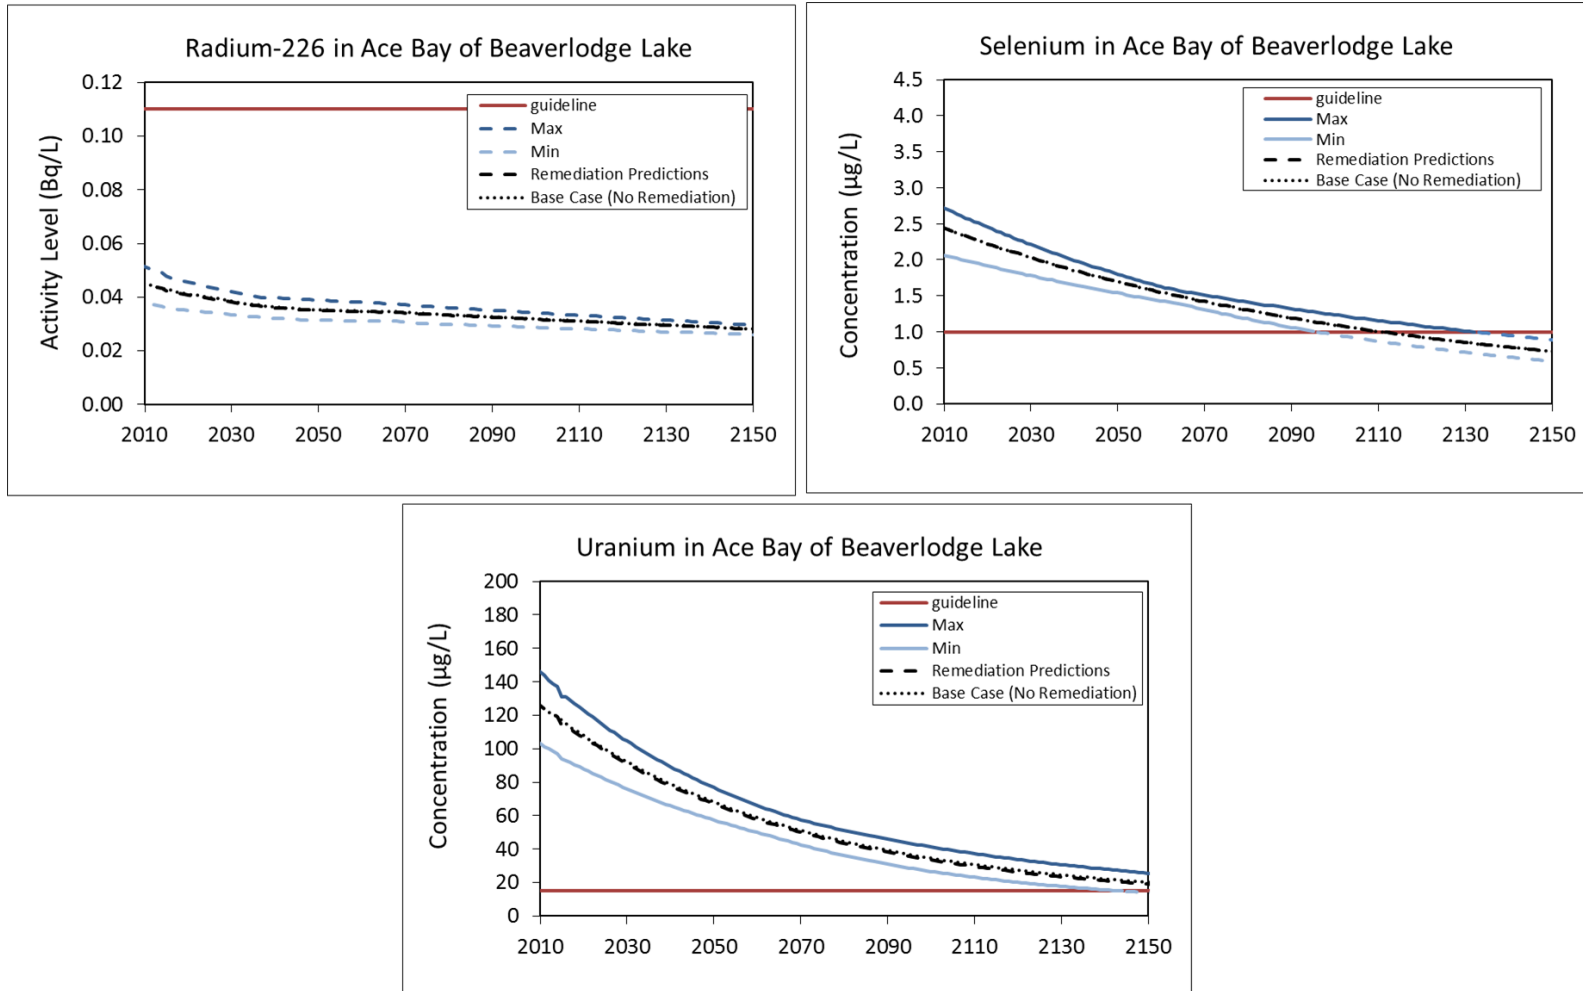 Radium-226 in Ace Bay of Beaverlodge Lake
Activity Level (Bq/L)
0.12
0.10
0.08
0.06
0.04
0.02
0.00
2010 2030 2050 2070 2090 2110 2130 2150
guideline
Max
Min
Remediation Predictions
Base Case (No Remediation)
Selenium in Ace Bay of Beaverlodge Lake
Concentration (µg/L)
4.5
4.0
3.5
3.0
2.5
2.0
1.5
1.0
0.5
0.0
2010 2030 2050 2070 2090 2110 2130 2150
guideline
Max
Min
Remediation Predictions
Base Case (No Remediation)
Uranium in Ace Bay of Beaverlodge Lake
Concentration (µg/L)
200
180
160
140
120
100
80
60
40
20
0
2010 2030 2050 2070 2090 2110 2130 2150
guideline
Max
Min
Remediation Predictions
Base Case (No Remediation)